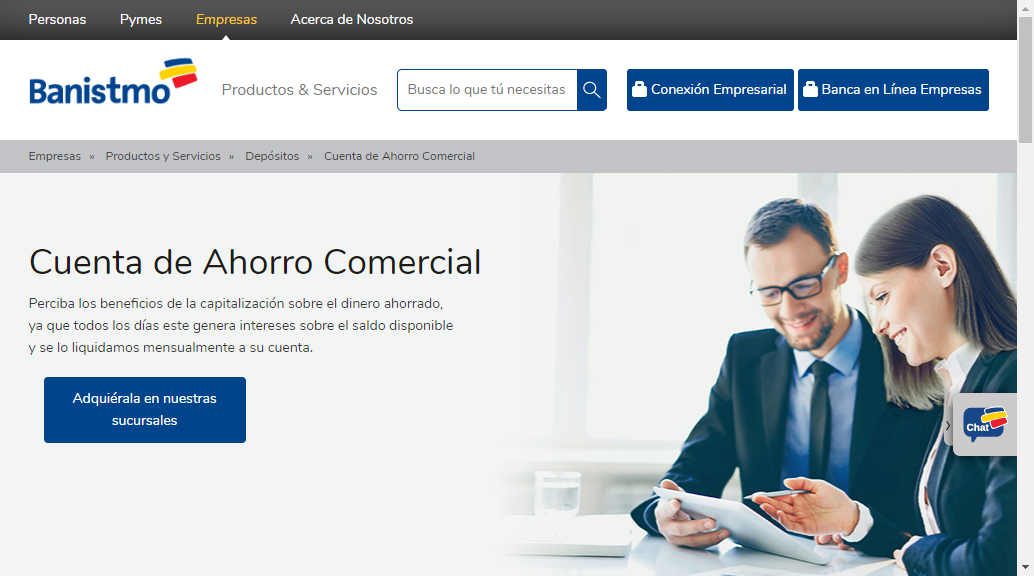 Personas Pymes Empresas Acerca de Nosotros
Banistmo Productos & Servicios Busca lo que tú necesitas Conexión Empresarial Banca en Línea Empresas
Empresas » Productos y Servicios » Depósitos » Cuenta de Ahorro Comercial
Cuenta de Ahorro Comercial
Perciba los beneficios de la capitalización sobre el dinero ahorrado,
ya que todos los días este genera intereses sobre el saldo disponible
y se lo liquidamos mensualmente a su cuenta.
Adquiérala en nuestras
sucursales
Chat